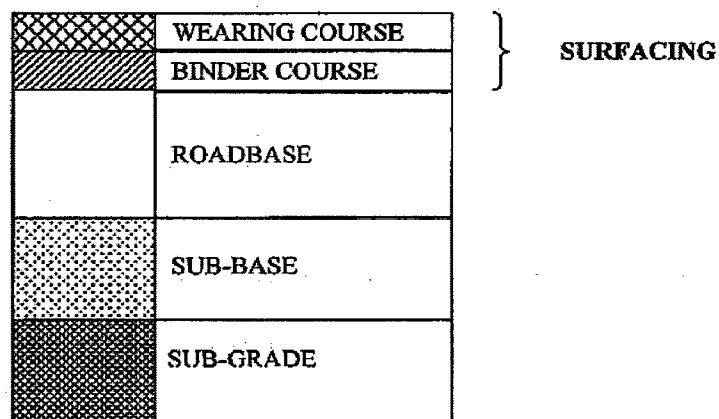 WEARING COURSE
SURFACING
BINDER COURSE
ROADBASE
SUB-BASE
SUB-GRADE